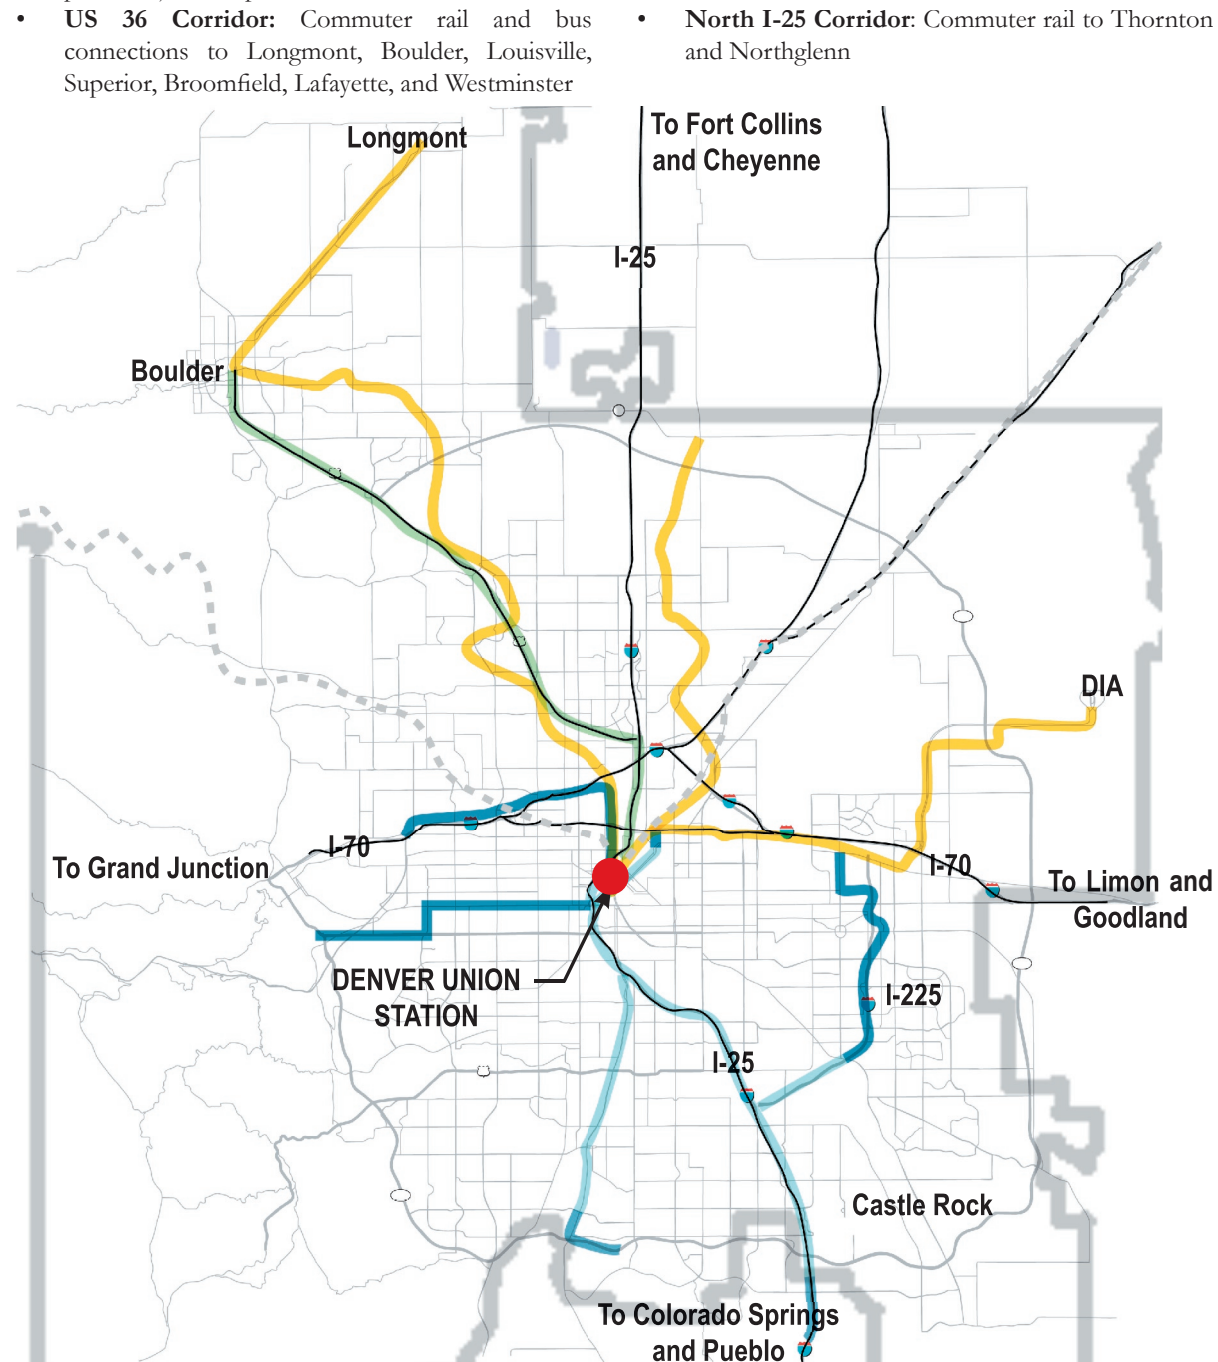 • US 36 Corridor: Commuter rail and bus
connections to Longmont, Boulder, Louisville,
Superior, Broomfield, Lafayette, and Westminster
• North I-25 Corridor: Commuter rail to Thornton
and Northglenn
Longmont
To Fort Collins
and Cheyenne
I-25
Boulder
DIA
I-70
To Grand Junction
I-70
To Limon and
Goodland
DENVER UNION
STATION
I-225
I-25
Castle Rock
To Colorado Springs
and Pueblo